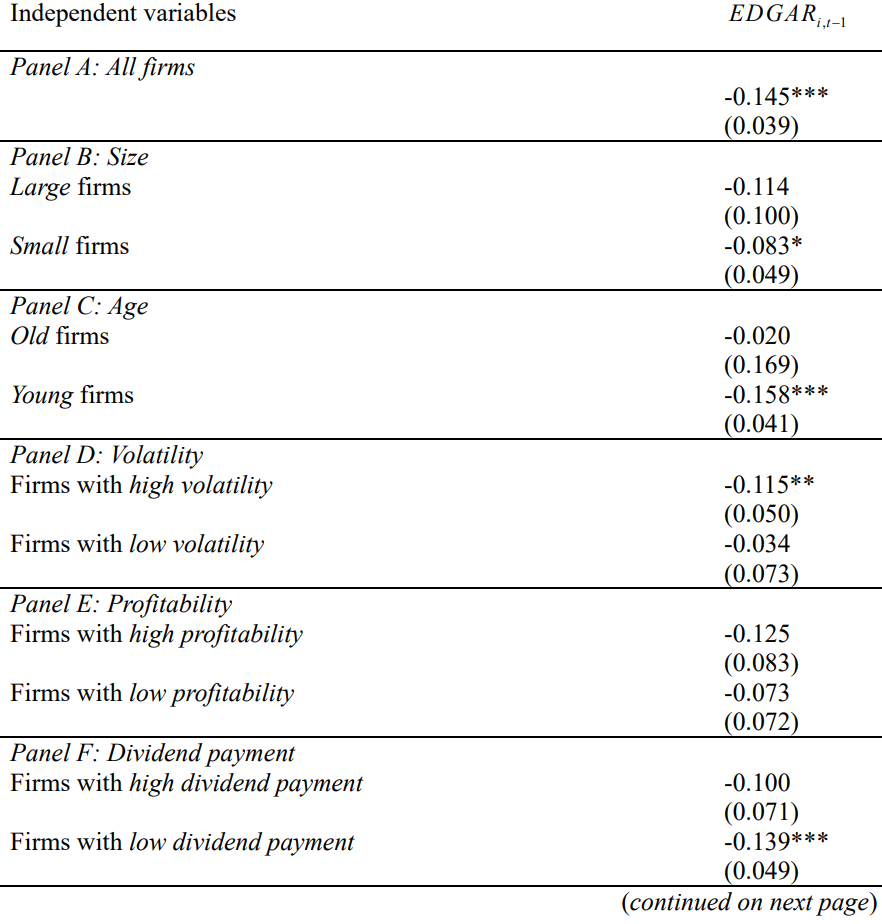 Independent variables EDGAR i,t−1
Panel A: All firms
-0.145***
(0.039)
Panel B: Size
Large firms -0.114
(0.100)
Small firms -0.083*
(0.049)
Panel C: Age
Old firms -0.020
(0.169)
Young firms -0.158***
(0.041)
Panel D: Volatility
Firms with high volatility -0.115**
(0.050)
Firms with low volatility -0.034
(0.073)
Panel E: Profitability
Firms with high profitability -0.125
(0.083)
Firms with low profitability -0.073
(0.072)
Panel F: Dividend payment
Firms with high dividend payment -0.100
(0.071)
Firms with low dividend payment -0.139***
(0.049)
(continued on next page)